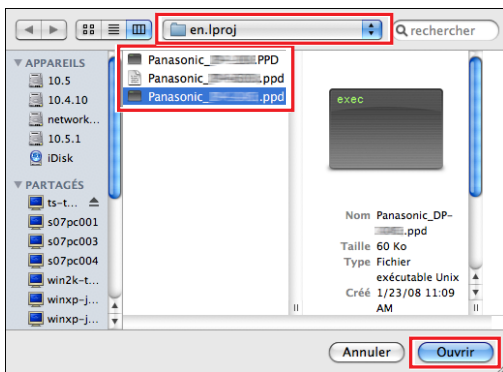 en.lproj
rechercher
APPAREILS
10.5
10.4.10
network...
10.5.1
iDisk
PARTAGÉS
ts-t...
s07pc001
s07pc003
s07pc004
win2k-t...
winxp-j...
winxp-j...
Panasonic_ .PPD
Panasonic_ .ppd
Panasonic_ .ppd
exec
Nom Panasonic_DP-
.ppd
Taille 60 Ko
Type Fichier
exécutable Unix
Créé 1/23/08 11:09
AM
Annuler
Ouvrir